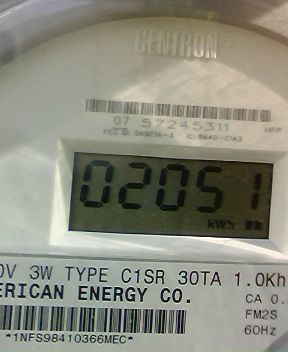 CENTRON
07 57245311
02051
kWh
0V 3W TYPE C1SR 30TA 1.0Kh
ERICAN ENERGY CO.
CA 0.
FM2S
60Hz
*1NFS98410366MEC*